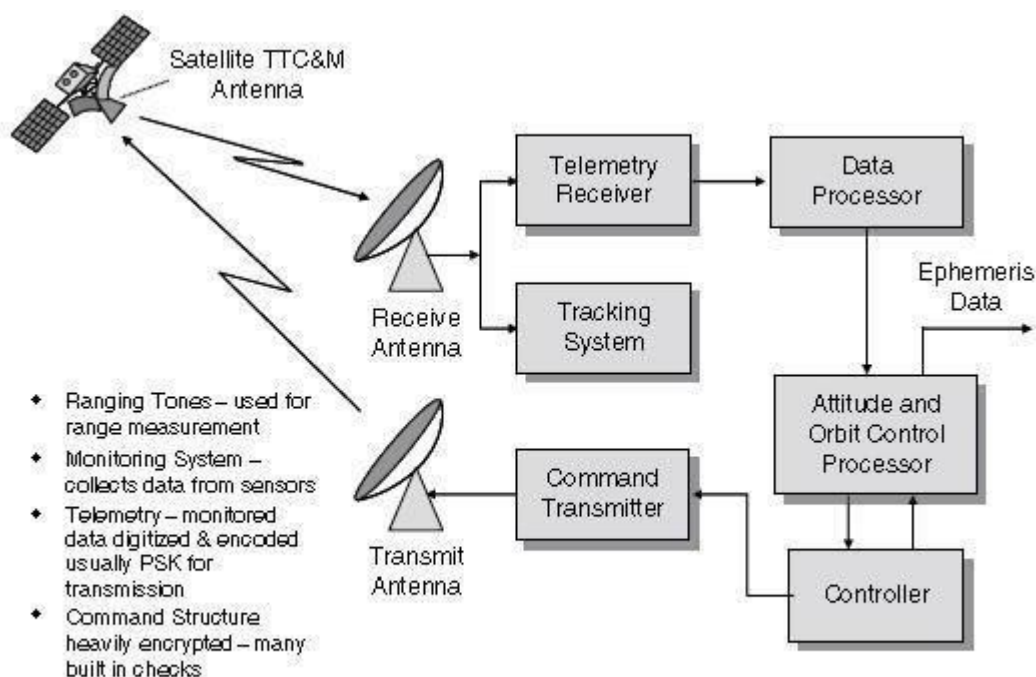 Satellite TTC&M
Antenna
Telemetry
Receiver
Data
Processor
Ephemeris
Data
Receive
Antenna
Tracking
System
Attitude and
Orbit Control
Processor
Command
Transmitter
Transmit
Antenna
Controller
◆ Ranging Tones – used for
range measurement
◆ Monitoring System –
collects data from sensors
◆ Telemetry – monitored
data digitized & encoded
usually PSK for
transmission
◆ Command Structure
heavily encrypted – many
built in checks